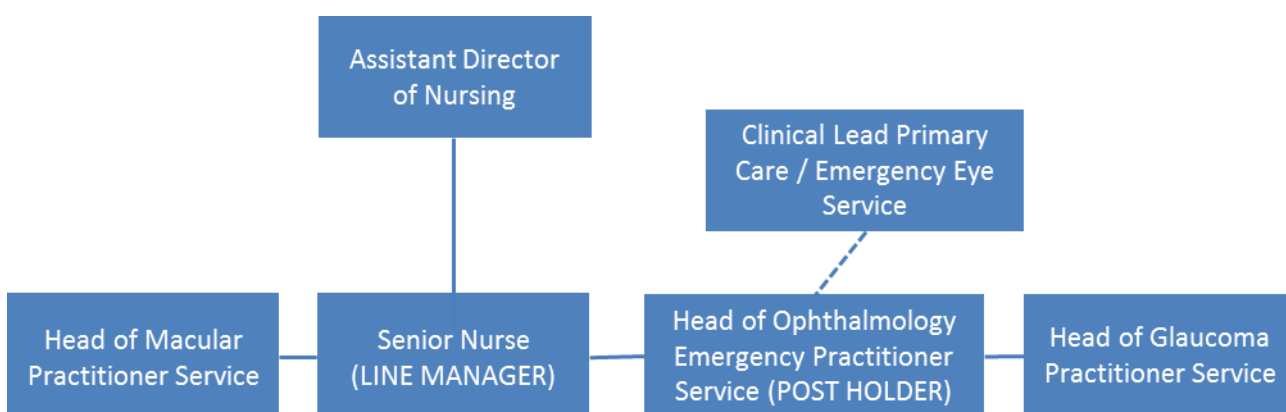 Assistant Director
of Nursing
Clinical Lead Primary
Care / Emergency Eye
Service
Head of Macular
Practitioner Service
Senior Nurse
(LINE MANAGER)
Head of Ophthalmology
Emergency Practitioner
Service (POST HOLDER)
Head of Glaucoma
Practitioner Service